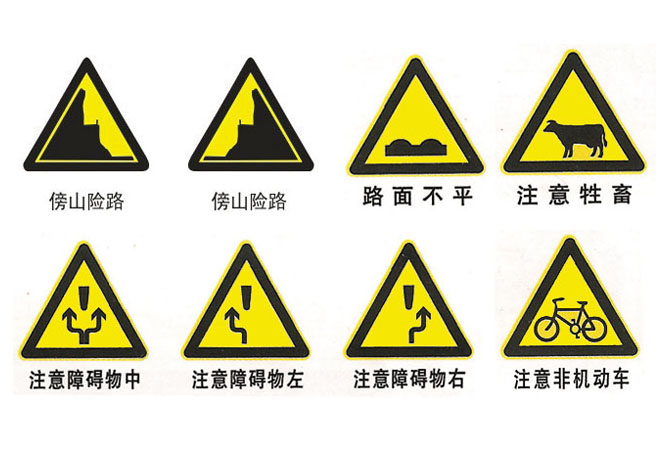 傍山险路
傍山险路
路面不平
注意牲畜
注意障碍物中
注意障碍物左
注意障碍物右
注意非机动车